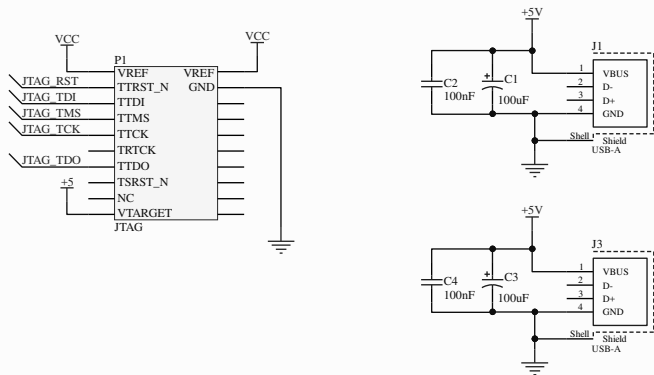 VCC
P1
VCC
VREF
VREF
JTAG_RST
TTRST_N
GND
JTAG_TDI
TTDI
JTAG_TMS
TTMS
JTAG_TCK
TTCK
TRTCK
JTAG_TDO
TTDO
TSRST_N
+5
NC
VTARGET
JTAG
+5V
J1
C2
100nF
+
C1
100uF
1
VBUS
2
D-
3
D+
4
GND
Shell
Shield
USB-A
+5V
J3
C4
100nF
+
C3
100uF
1
VBUS
2
D-
3
D+
4
GND
Shell
Shield
USB-A